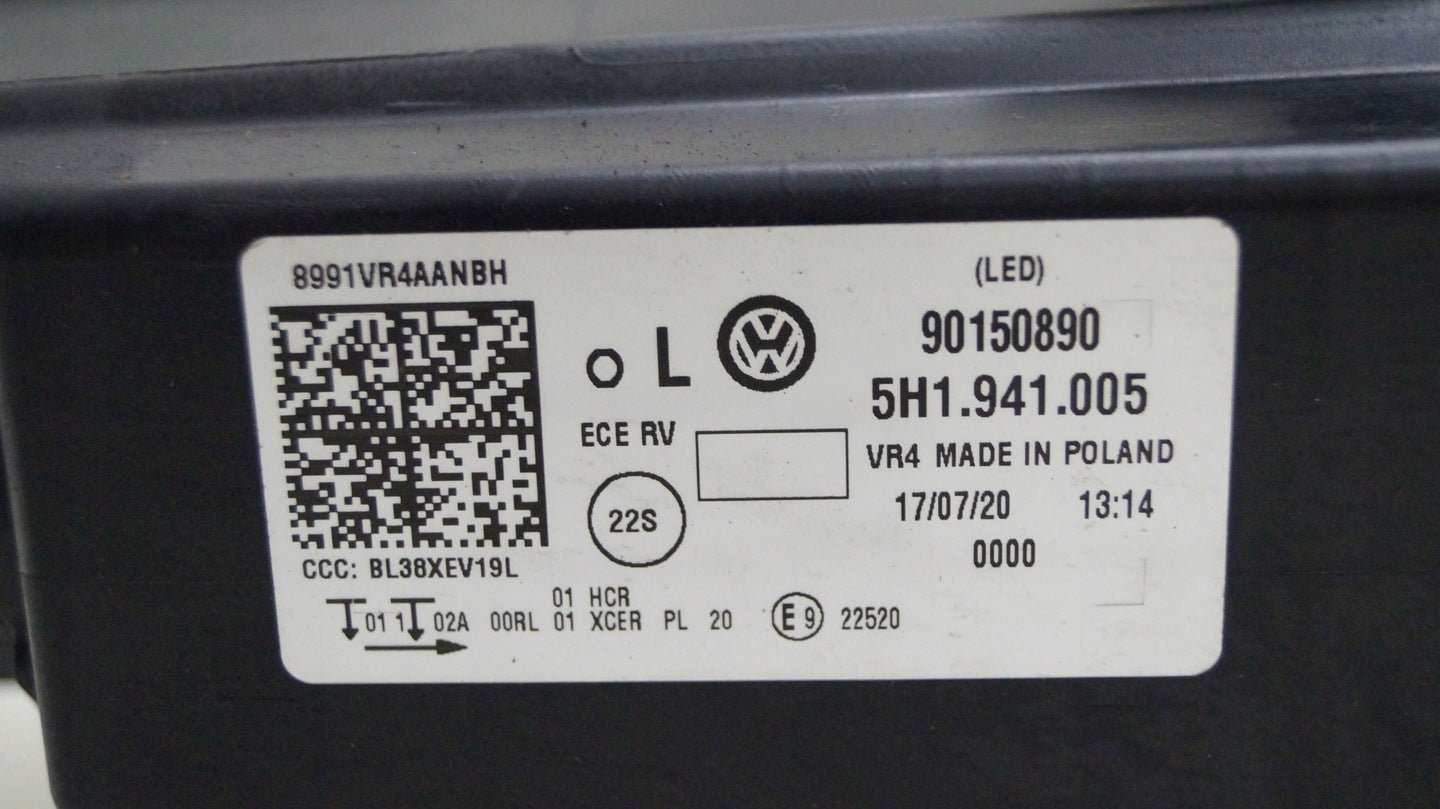 8991VR4AANBH
(LED)
90150890
o L
5H1.941.005
ECE RV
VR4 MADE IN POLAND
22S
17/07/20 13:14
0000
CCC: BL38XEV19L
01 HCR
01 1 02A 00RL 01 XCER PL 20 E 9 22520